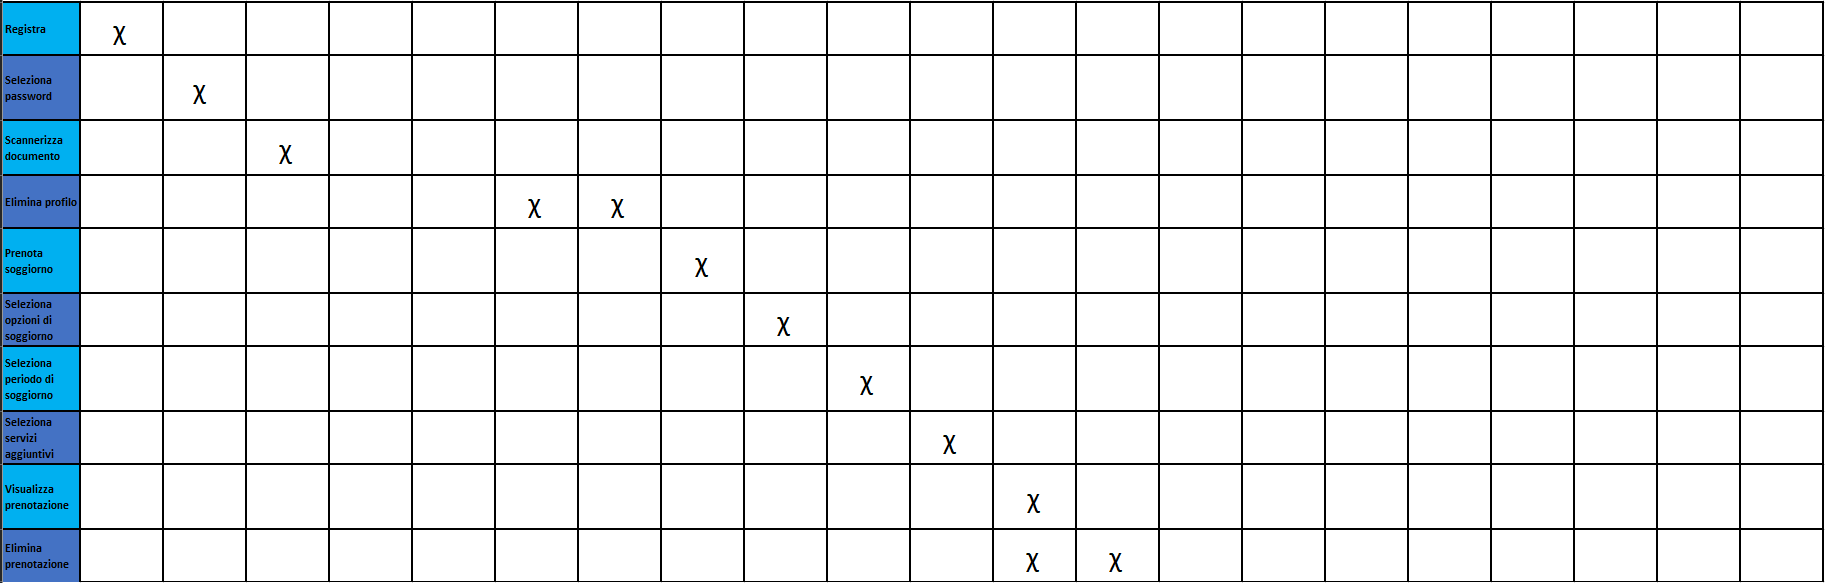 Registra
χ
Seleziona
password
χ
Scannerizza
documento
χ
Elimina profilo
χ χ
Prenota
soggiorno
χ
Seleziona
opzioni di
soggiorno
χ
Seleziona
periodo di
soggiorno
χ
Seleziona
servizi
aggiuntivi
χ
Visualizza
prenotazione
χ
Elimina
prenotazione
χ χ